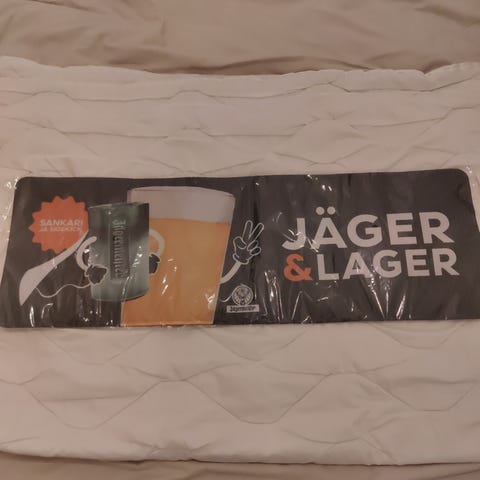 SANKARI
JA SIDEKICK
Jägermeister
JÄGER
& LAGER
Jägermeister